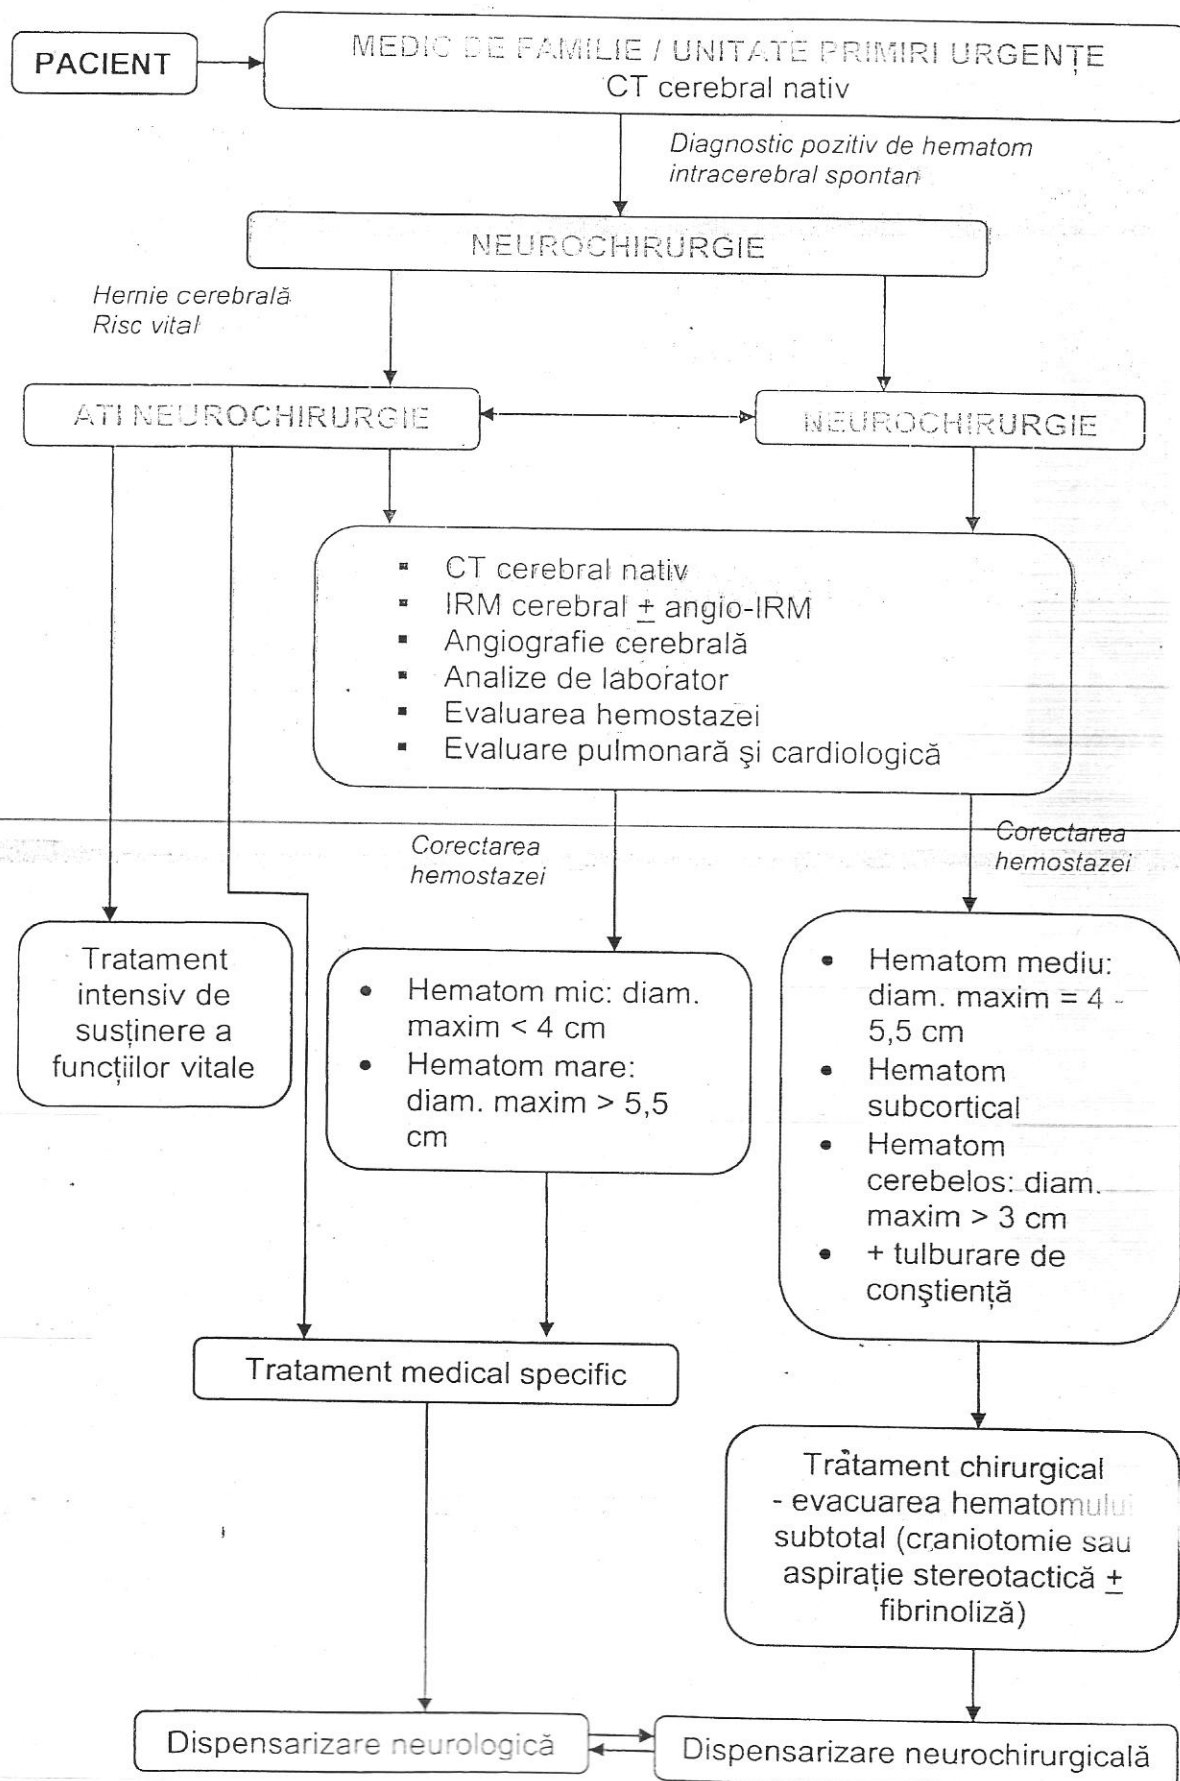 PACIENT
MEDIC DE FAMILIE / UNITATE PRIMIRI URGENȚE
CT cerebral nativ
Diagnostic pozitiv de hematom
intracerebral spontan
NEUROCHIRURGIE
Hernie cerebrală
Risc vital
ATI NEUROCHIRURGIE
NEUROCHIRURGIE
▪ CT cerebral nativ
▪ IRM cerebral ± angio-IRM
▪ Angiografie cerebrală
▪ Analize de laborator
▪ Evaluarea hemostazei
▪ Evaluare pulmonară şi cardiologică
Corectarea
hemostazei
Corectarea
hemostazei
Tratament
intensiv de
susținere a
funcțiilor vitale
• Hematom mic: diam.
maxim < 4 cm
• Hematom mare:
diam. maxim > 5,5
cm
• Hematom mediu:
diam. maxim = 4 -
5,5 cm
• Hematom
subcortical
• Hematom
cerebelos: diam.
maxim > 3 cm
• + tulburare de
conştiență
Tratament medical specific
Tratament chirurgical
- evacuarea hematomului
subtotal (craniotomie sau
aspirație stereotactică ±
fibrinoliză)
Dispensarizare neurologică
Dispensarizare neurochirurgicală